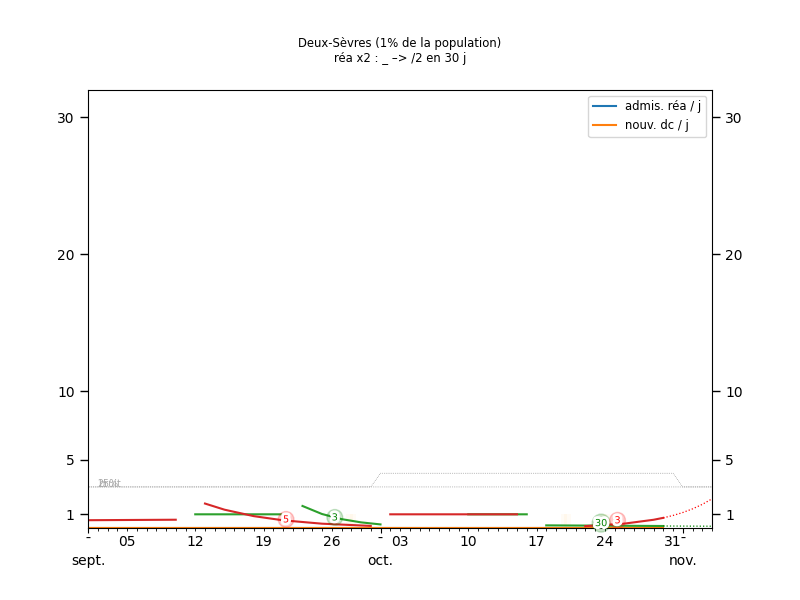 Deux-Sèvres (1% de la population)
réa x2 : _ –> /2 en 30 j
admis. réa / j
nouv. dc / j
30 30
20 20
10 10
5 5
1 1
5 3 30 3
- 05 12 19 26 - 03 10 17 24 31 -
sept. oct. nov.